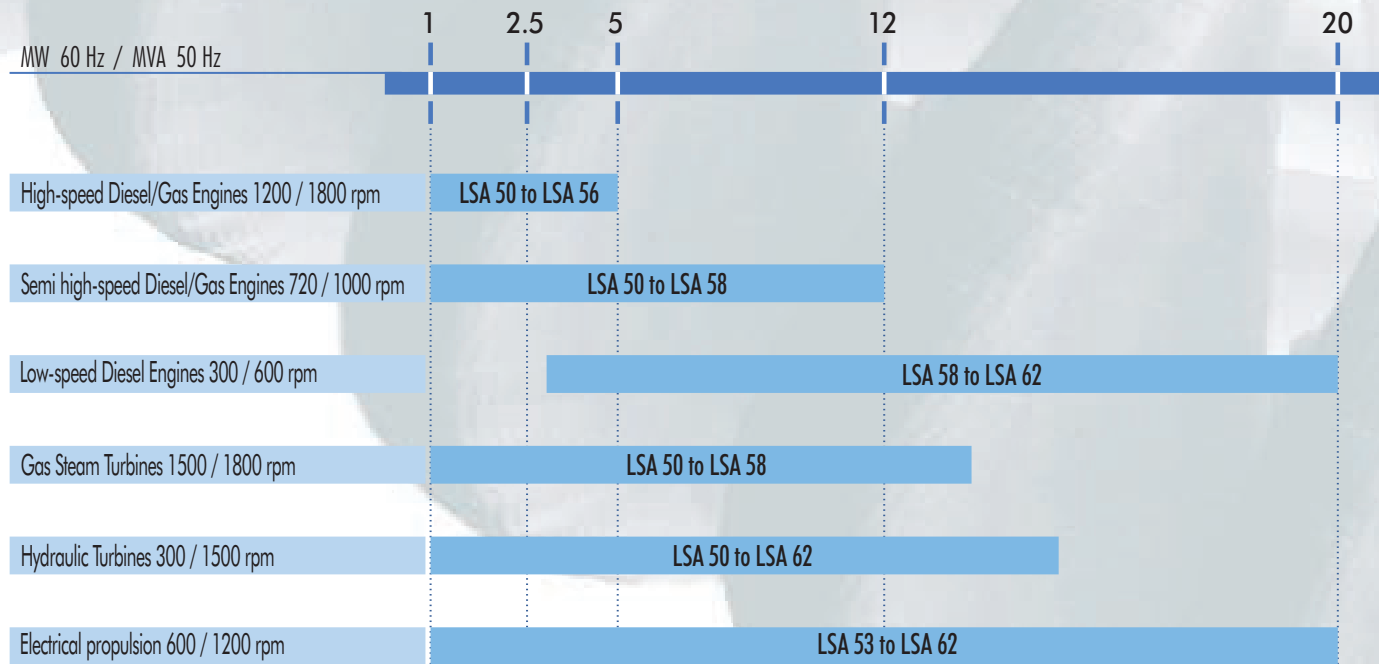 1 2.5 5 12 20
MW 60 Hz / MVA 50 Hz
High-speed Diesel/Gas Engines 1200 / 1800 rpm LSA 50 to LSA 56
Semi high-speed Diesel/Gas Engines 720 / 1000 rpm LSA 50 to LSA 58
Low-speed Diesel Engines 300 / 600 rpm LSA 58 to LSA 62
Gas Steam Turbines 1500 / 1800 rpm LSA 50 to LSA 58
Hydraulic Turbines 300 / 1500 rpm LSA 50 to LSA 62
Electrical propulsion 600 / 1200 rpm LSA 53 to LSA 62